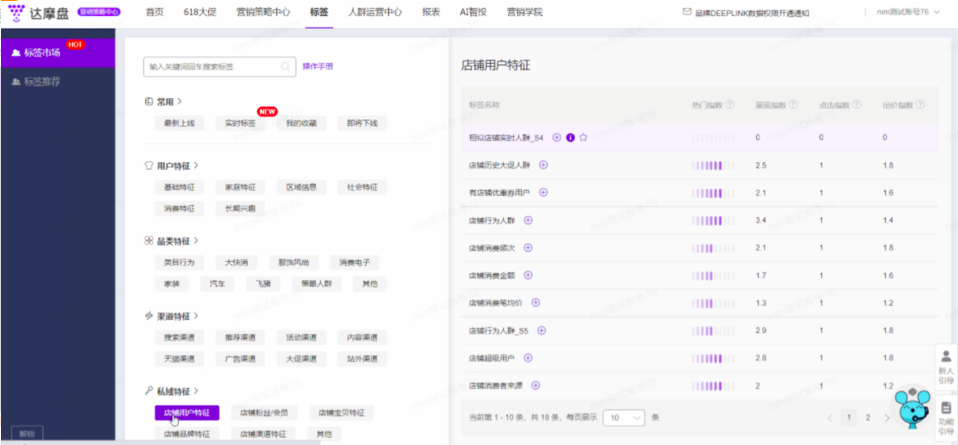 达摩盘 营销策略中心 首页 618大促 营销策略中心 标签 人群运营中心 报表 AI智投 营销学院 品牌DEEPLINK数据权限开通通知 mm测试账号76
标签市场 HOT
标签推荐
解锁
输入关键词回车搜索标签 操作手册
常用 >
最新上线 实时标签 NEW 我的收藏 即将下线
用户特征 >
基础特征 家庭特征 区域信息 社会特征
消费特征 长期兴趣
品类特征 >
类目行为 大快消 服饰风尚 消费电子
家装 汽车 飞猪 策略人群 其他
渠道特征 >
搜索渠道 推荐渠道 活动渠道 内容渠道
天猫渠道 广告渠道 大促渠道 站外渠道
私域特征 >
店铺用户特征 店铺粉丝/会员 店铺宝贝特征
店铺品牌特征 店铺渠道特征 其他
店铺用户特征
标签名称 热门指数 展现指数 点击指数 出价指数
相似店铺实时人群_S4 0 0 0
店铺历史大促人群 2.5 1 1.8
有店铺优惠券用户 2.1 1 1.6
店铺行为人群 3.4 1 1.4
店铺消费频次 2.1 1 1.8
店铺消费金额 1.7 1 1.6
店铺消费笔均价 1.3 1 1.2
店铺行为人群_S5 2.9 1 1.8
店铺超级用户 2.8 1 1.8
店铺消费者来源 2 1 1.2
当前第 1 - 10 条，共 18 条，每页展示 10 条 < 1 2 >
新人
引导
功能
引导